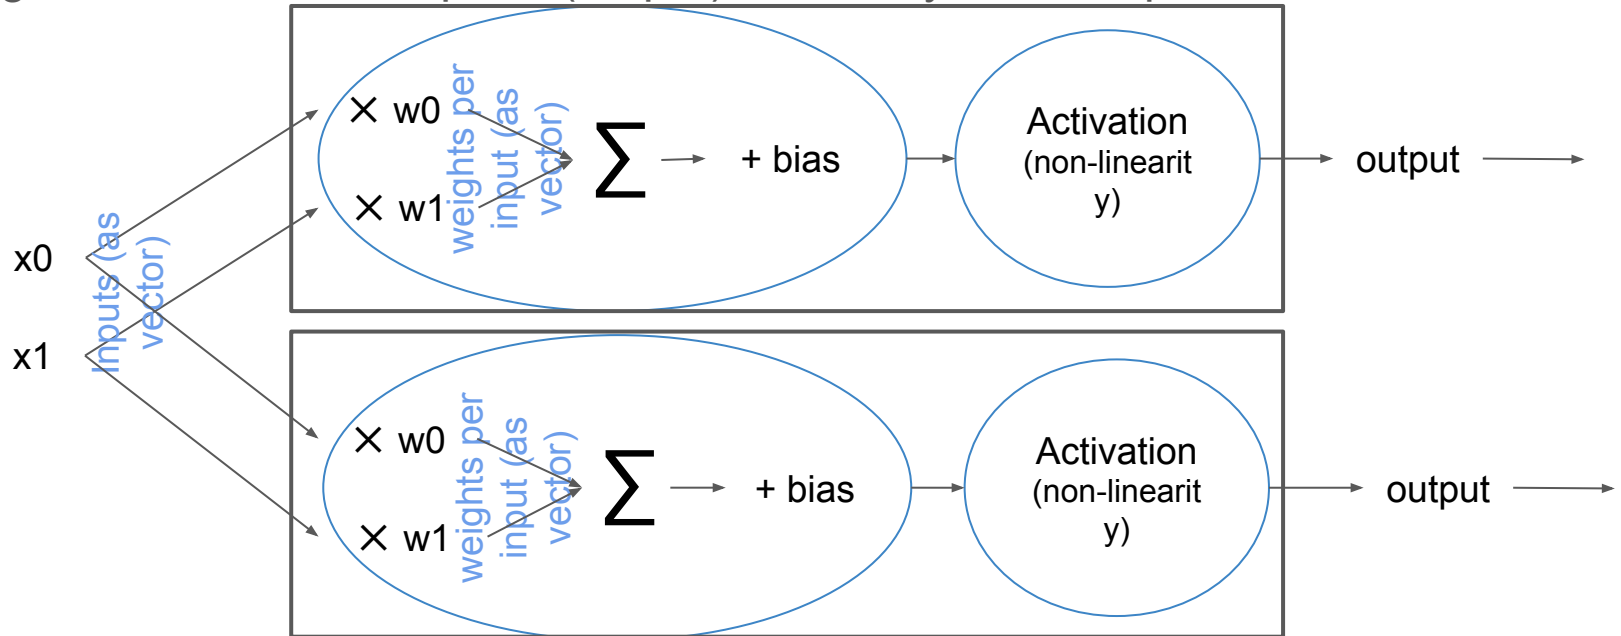 × w0
× w1
weights per
input (as
vector)
∑
+ bias
Activation
(non-linearit
y)
output
x0
x1
Inputs (as
vector)
× w0
× w1
weights per
input (as
vector)
∑
+ bias
Activation
(non-linearit
y)
output